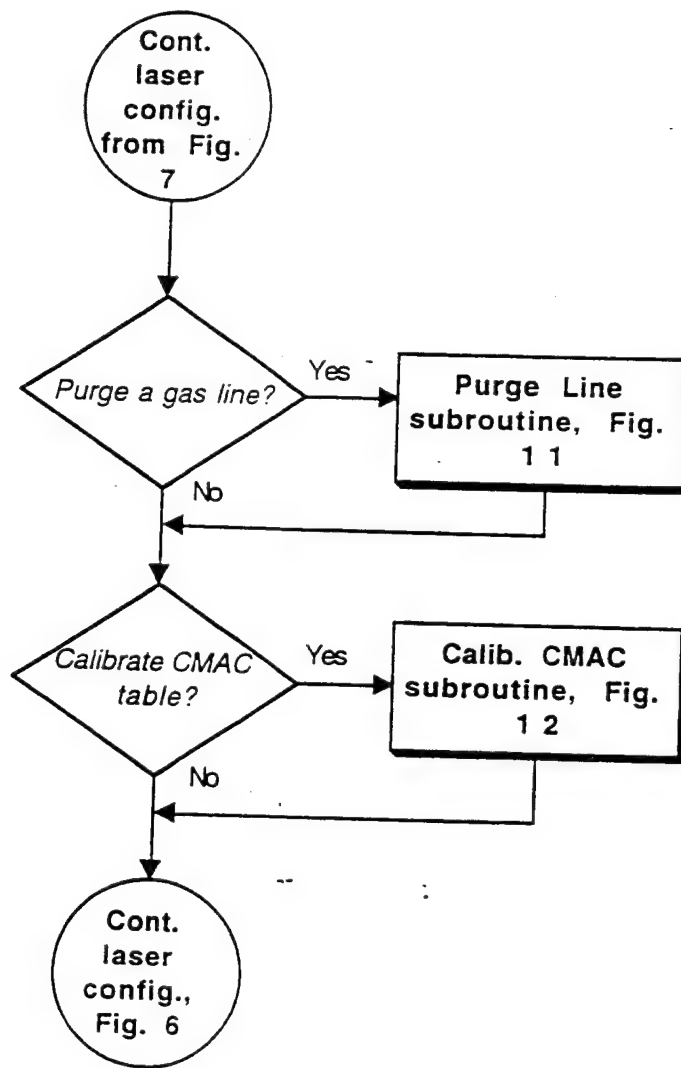 Cont.
laser
config.
from Fig.
7
Purge a gas line?
Yes
Purge Line
subroutine, Fig.
1 1
No
Calibrate CMAC
table?
Yes
Calib. CMAC
subroutine, Fig.
1 2
No
Cont.
laser
config.,
Fig. 6